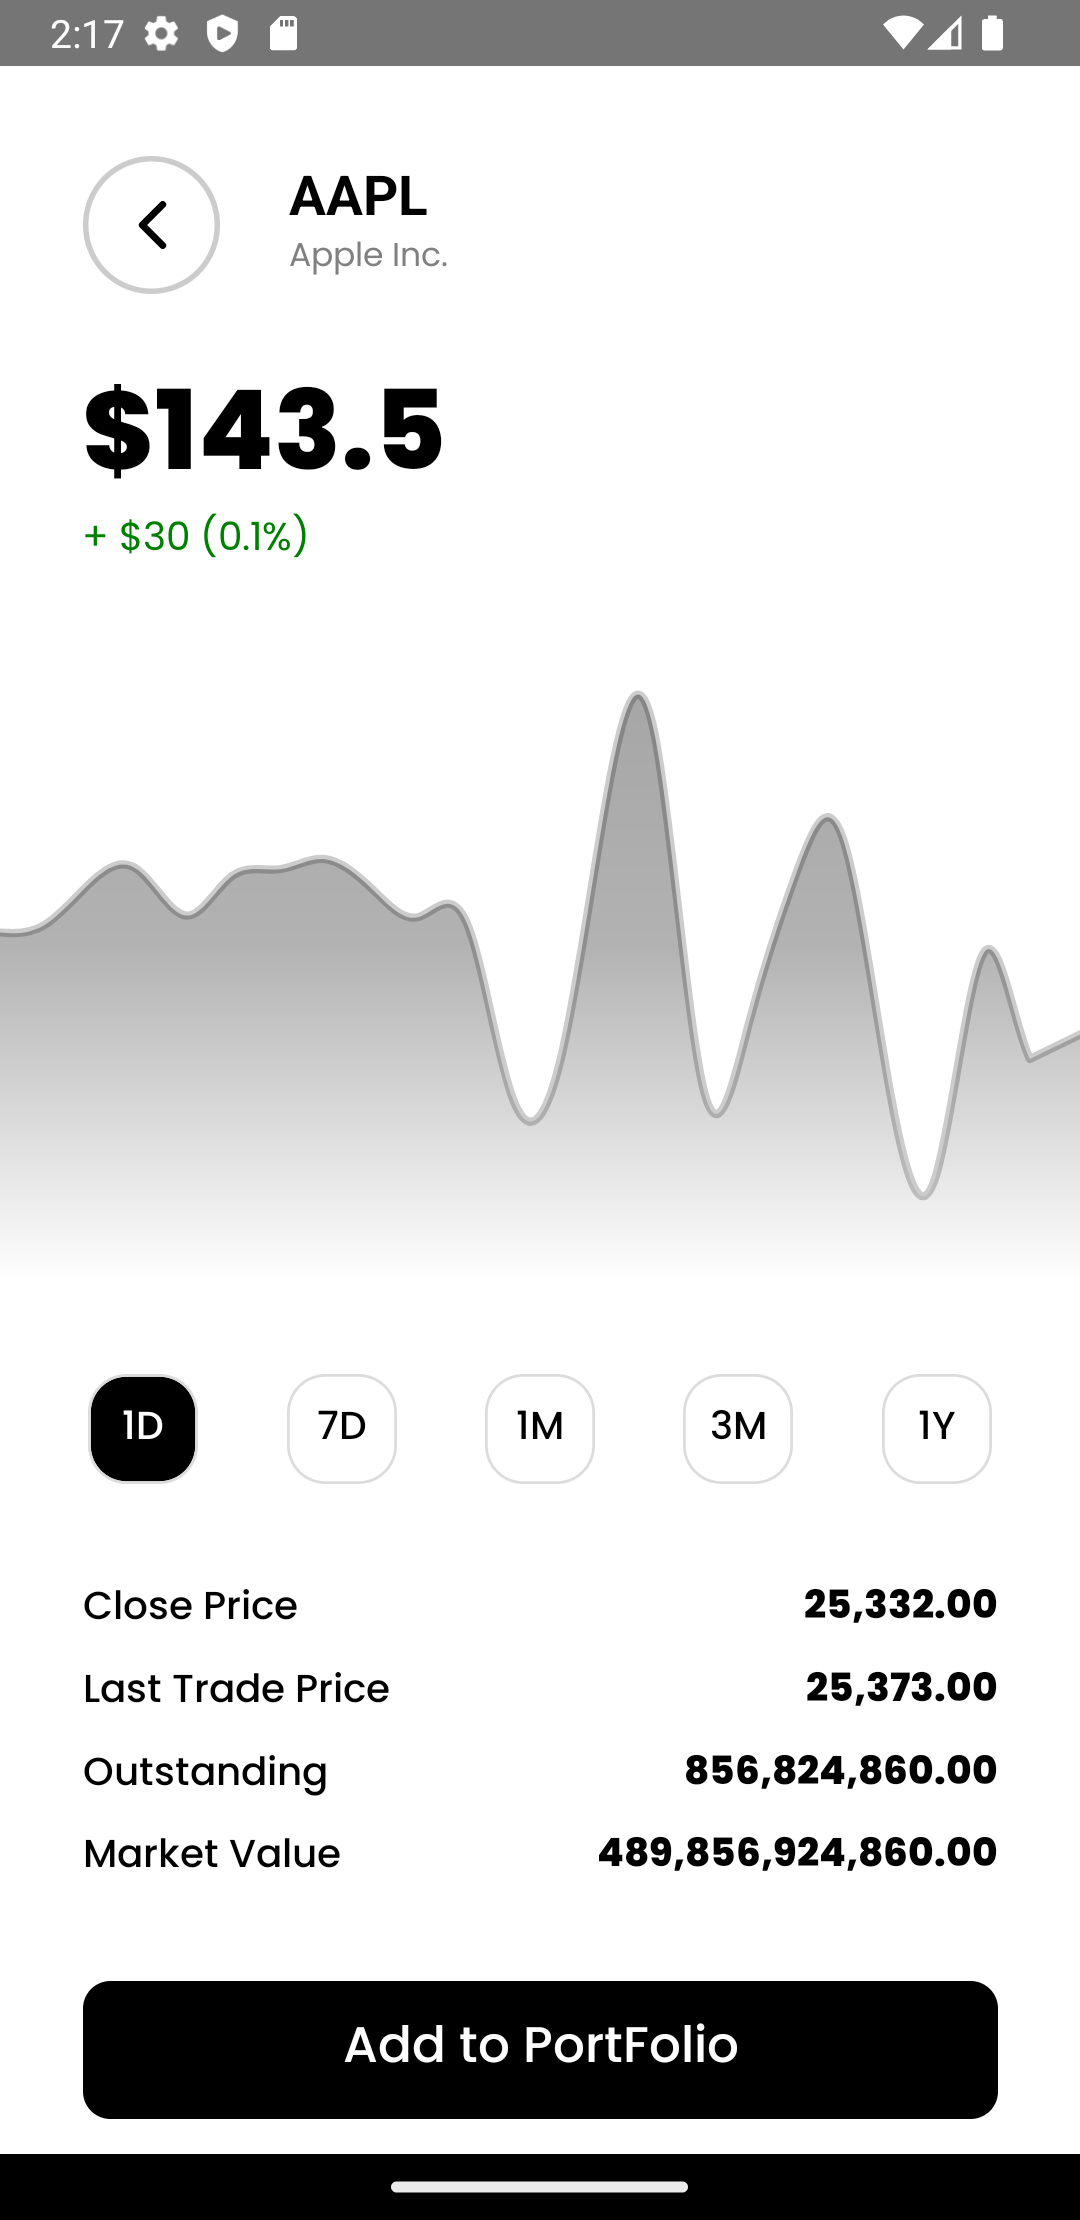 2:17
AAPL
Apple Inc.
$143.5
+ $30 (0.1%)
1D 7D 1M 3M 1Y
Close Price 25,332.00
Last Trade Price 25,373.00
Outstanding 856,824,860.00
Market Value 489,856,924,860.00
Add to PortFolio